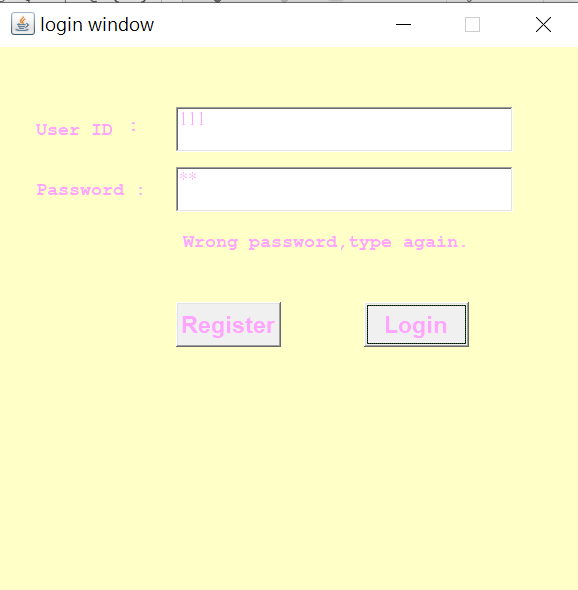 login window
User ID :
Password : **
Wrong password,type again.
Register Login